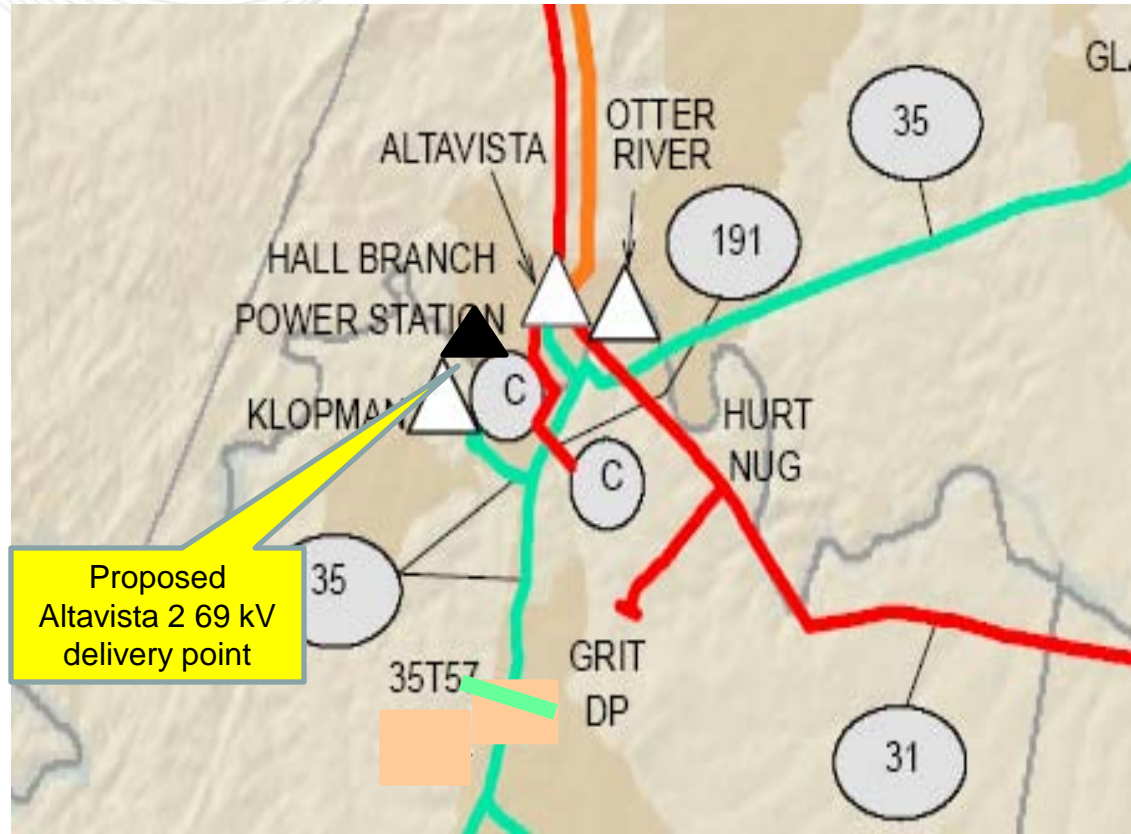 GL
OTTER
RIVER
35
ALTAVISTA
191
HALL BRANCH
POWER STATION
C
KLOPMAN
HURT
NUG
C
Proposed
Altavista 2 69 kV
delivery point
35
GRIT
DP
35T57
31